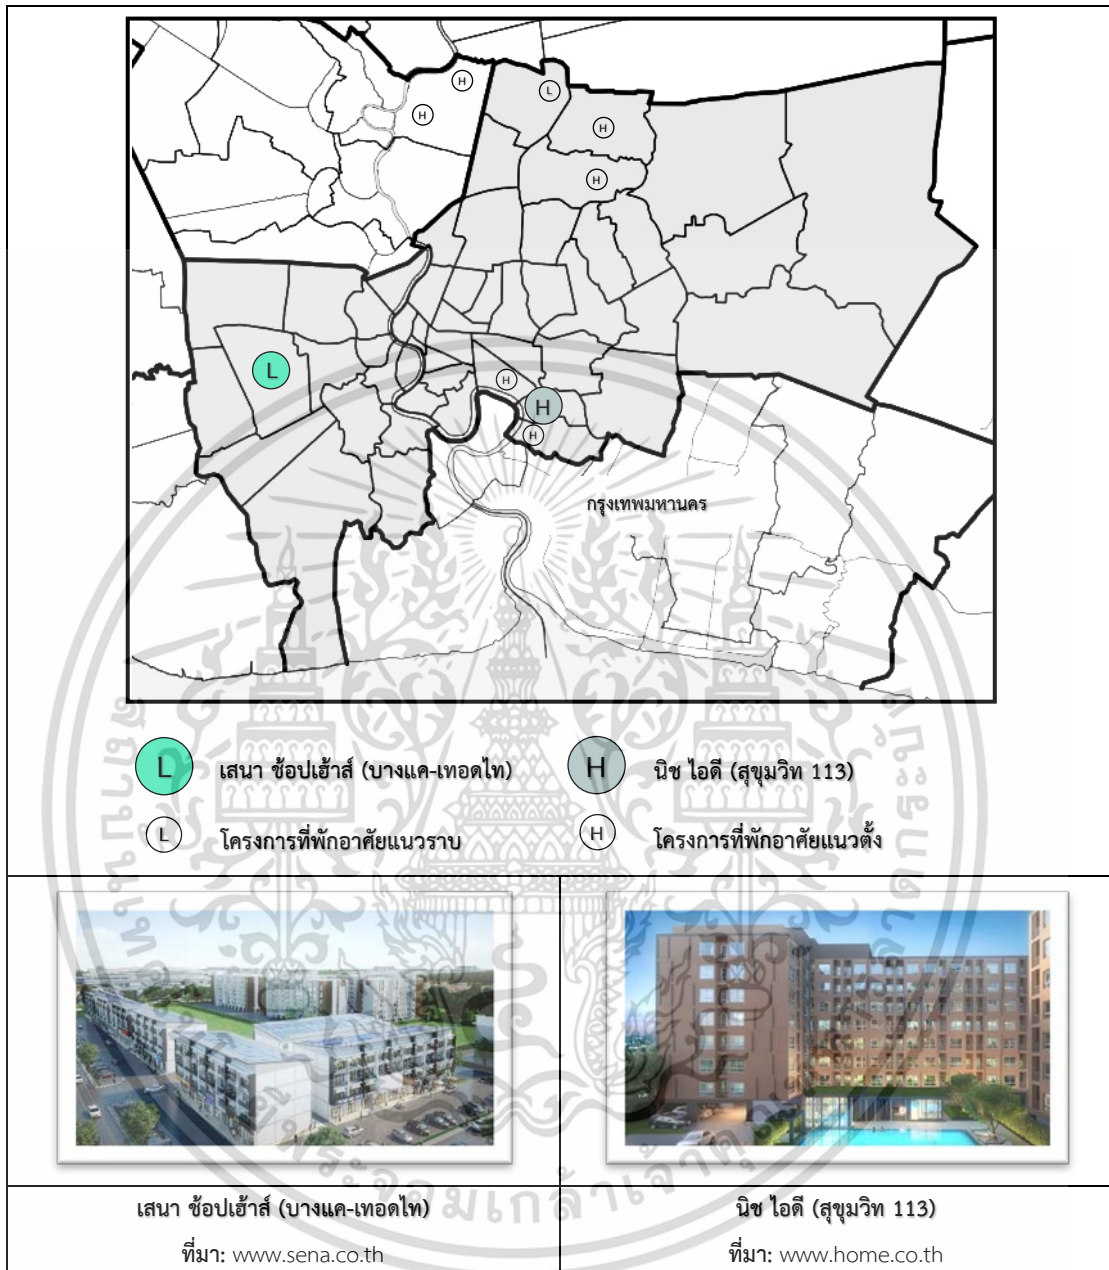 H
L
H
H
H
L
H
H
H
กรุงเทพมหานคร
L เสนา ช้อปเฮ้าส์ (บางแค-เทอดไท) H นิช ไอดี (สุขุมวิท 113)
L โครงการที่พักอาศัยแนวราบ H โครงการที่พักอาศัยแนวตั้ง
เสนา ช้อปเฮ้าส์ (บางแค-เทอดไท)
ที่มา: www.sena.co.th
นิช ไอดี (สุขุมวิท 113)
ที่มา: www.home.co.th